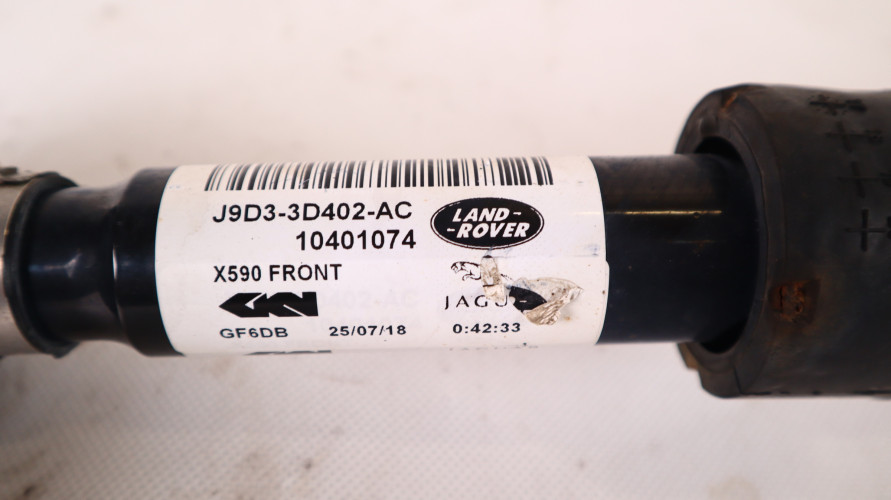 J9D3-3D402-AC
LAND-
-ROVER
10401074
X590 FRONT
GKN
GF6DB 25/07/18 0:42:33